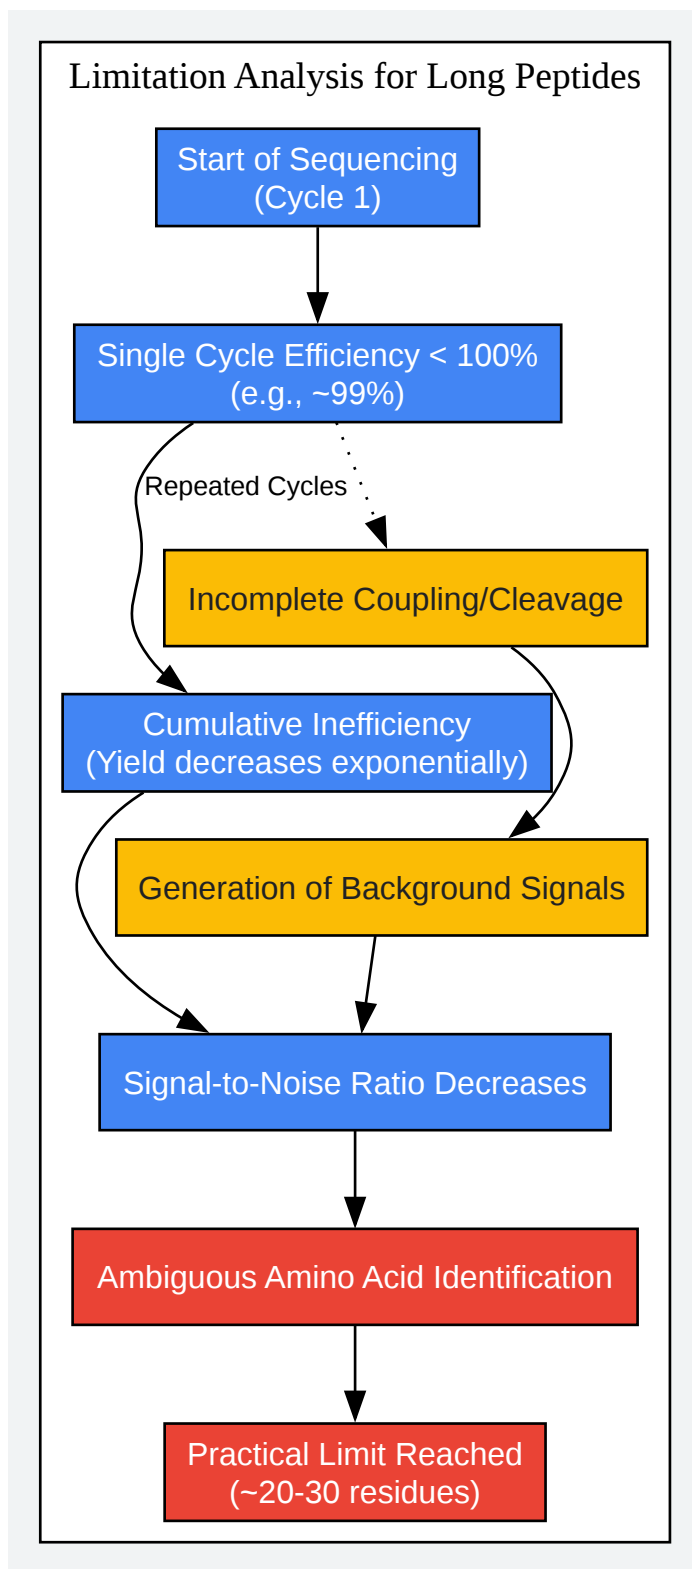 Limitation Analysis for Long Peptides
Start of Sequencing
(Cycle 1)
Single Cycle Efficiency < 100%
(e.g., ~99%)
Repeated Cycles
Incomplete Coupling/Cleavage
Cumulative Inefficiency
(Yield decreases exponentially)
Generation of Background Signals
Signal-to-Noise Ratio Decreases
Ambiguous Amino Acid Identification
Practical Limit Reached
(~20-30 residues)